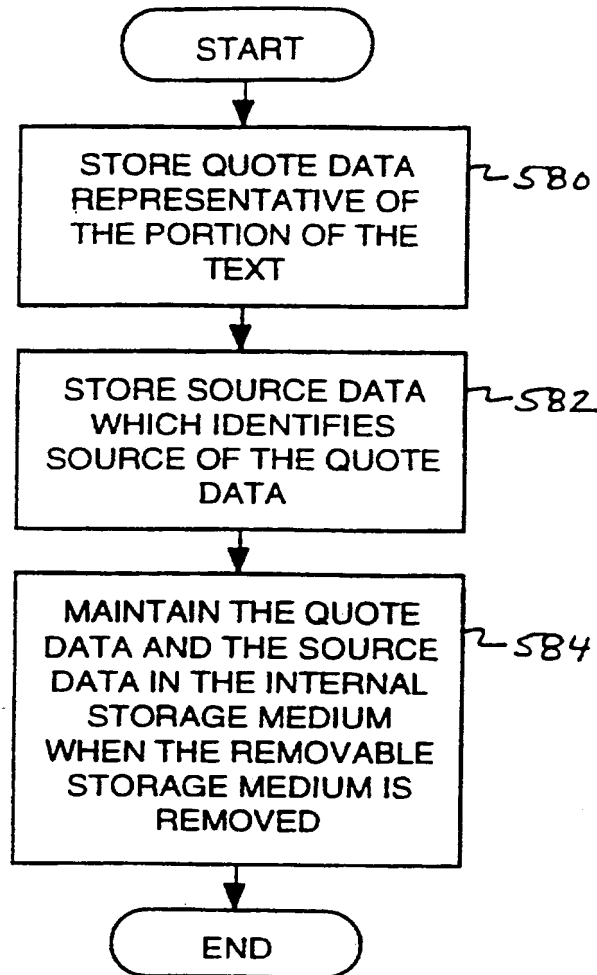 START
STORE QUOTE DATA
REPRESENTATIVE OF
THE PORTION OF THE
TEXT
580
STORE SOURCE DATA
WHICH IDENTIFIES
SOURCE OF THE QUOTE
DATA
582
MAINTAIN THE QUOTE
DATA AND THE SOURCE
DATA IN THE INTERNAL
STORAGE MEDIUM
WHEN THE REMOVABLE
STORAGE MEDIUM IS
REMOVED
584
END